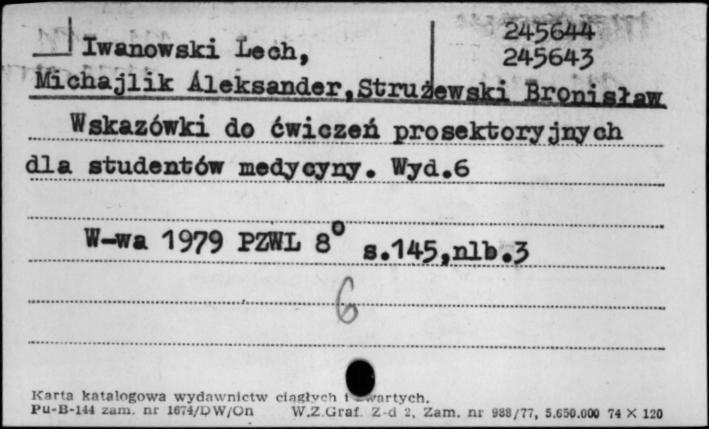 245644
Iwanowski Lech,
245643
Michajlik Aleksander,Strużewski Bronisław
Wskazówki do ćwiczeń prosektoryjnych
dla studentów medycyny. Wyd.6
W-wa 1979 PZWL 8° s.145,nlb.3
6
Karta katalogowa wydawnictw ciągłych i zwartych.
Pu-B-144 zam. nr 1674/DW/On W.Z.Graf. Z-d 2, Zam. nr 988/77, 5.650.000 74 X 120